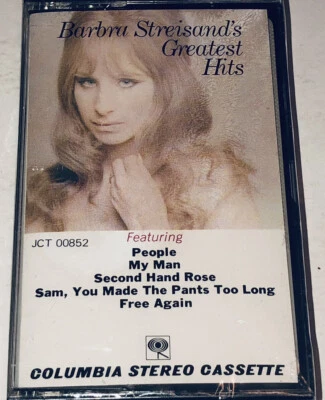 Barbra Streisand's
Greatest
Hits
JCT 00852
Featuring
People
My Man
Second Hand Rose
Sam, You Made The Pants Too Long
Free Again
COLUMBIA STEREO CASSETTE